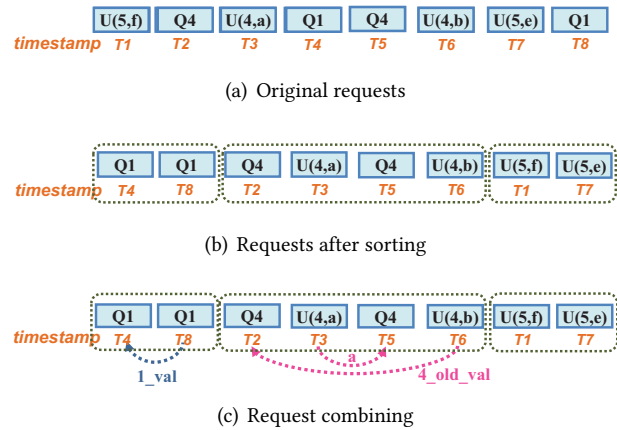 U(5,f) Q4 U(4,a) Q1 Q4 U(4,b) U(5,e) Q1
timestamp T1 T2 T3 T4 T5 T6 T7 T8
(a) Original requests
Q1 Q1 Q4 U(4,a) Q4 U(4,b) U(5,f) U(5,e)
timestamp T4 T8 T2 T3 T5 T6 T1 T7
(b) Requests after sorting
Q1 Q1 Q4 U(4,a) Q4 U(4,b) U(5,f) U(5,e)
timestamp T4 T8 T2 T3 T5 T6 T1 T7
1_val a 4_old_val
(c) Request combining